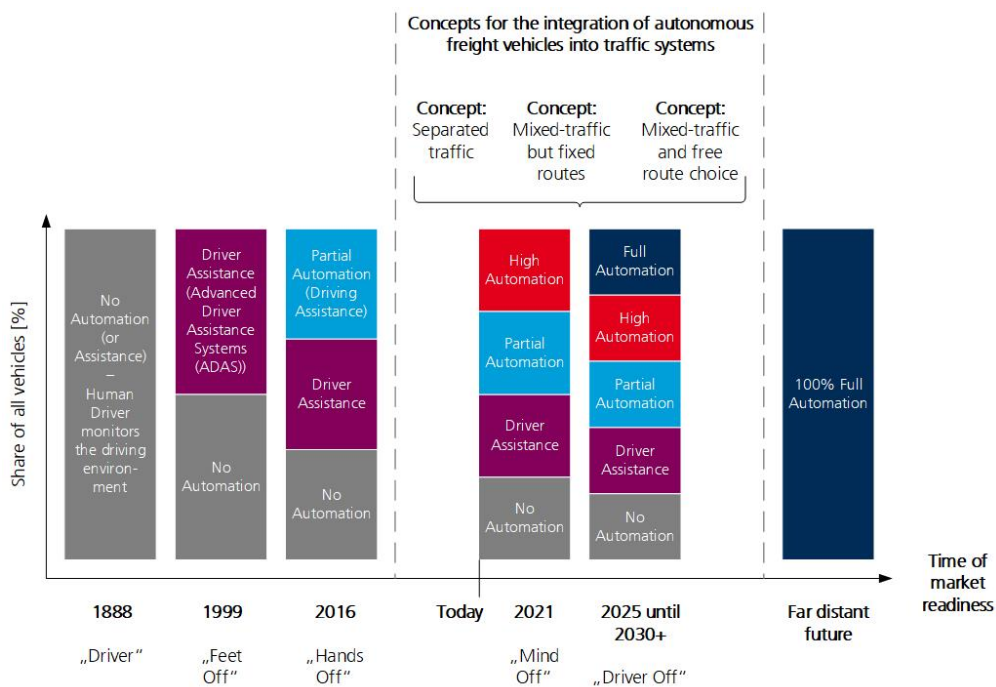 Concepts for the integration of autonomous
freight vehicles into traffic systems
Concept:
Separated
traffic
Concept:
Mixed-traffic
but fixed
routes
Concept:
Mixed-traffic
and free
route choice
Share of all vehicles [%]
No
Automation
(or
Assistance)
–
Human
Driver
monitors
the driving
environ-
ment
Driver
Assistance
(Advanced
Driver
Assistance
Systems
(ADAS))
No
Automation
Partial
Automation
(Driving
Assistance)
Driver
Assistance
No
Automation
High
Automation
Partial
Automation
Driver
Assistance
No
Automation
Full
Automation
High
Automation
Partial
Automation
Driver
Assistance
No
Automation
100% Full
Automation
Time of
market
readiness
1888
„Driver“
1999
„Feet
Off“
2016
„Hands
Off“
Today
2021
„Mind
Off“
2025 until
2030+
„Driver Off“
Far distant
future